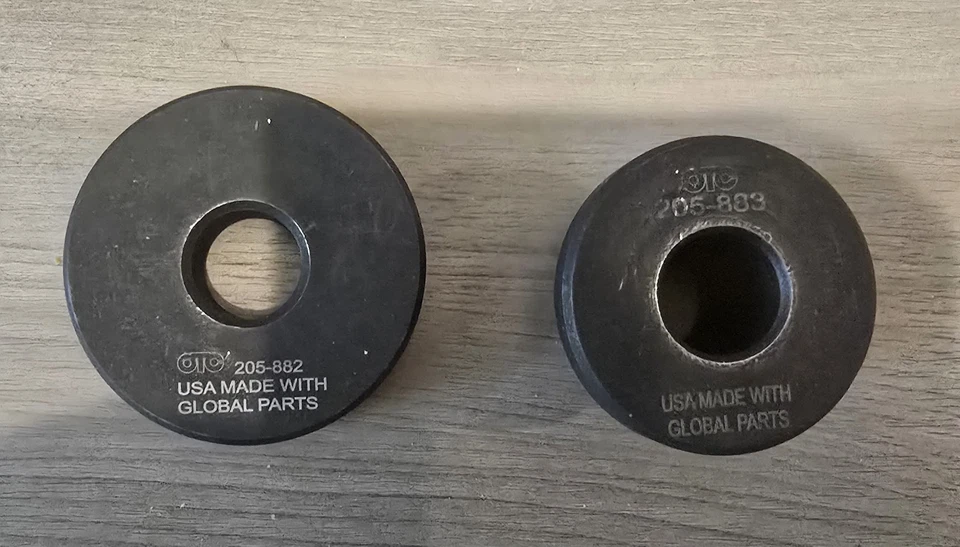 OTC 205-882
USA MADE WITH
GLOBAL PARTS
OTC
205-883
USA MADE WITH
GLOBAL PARTS